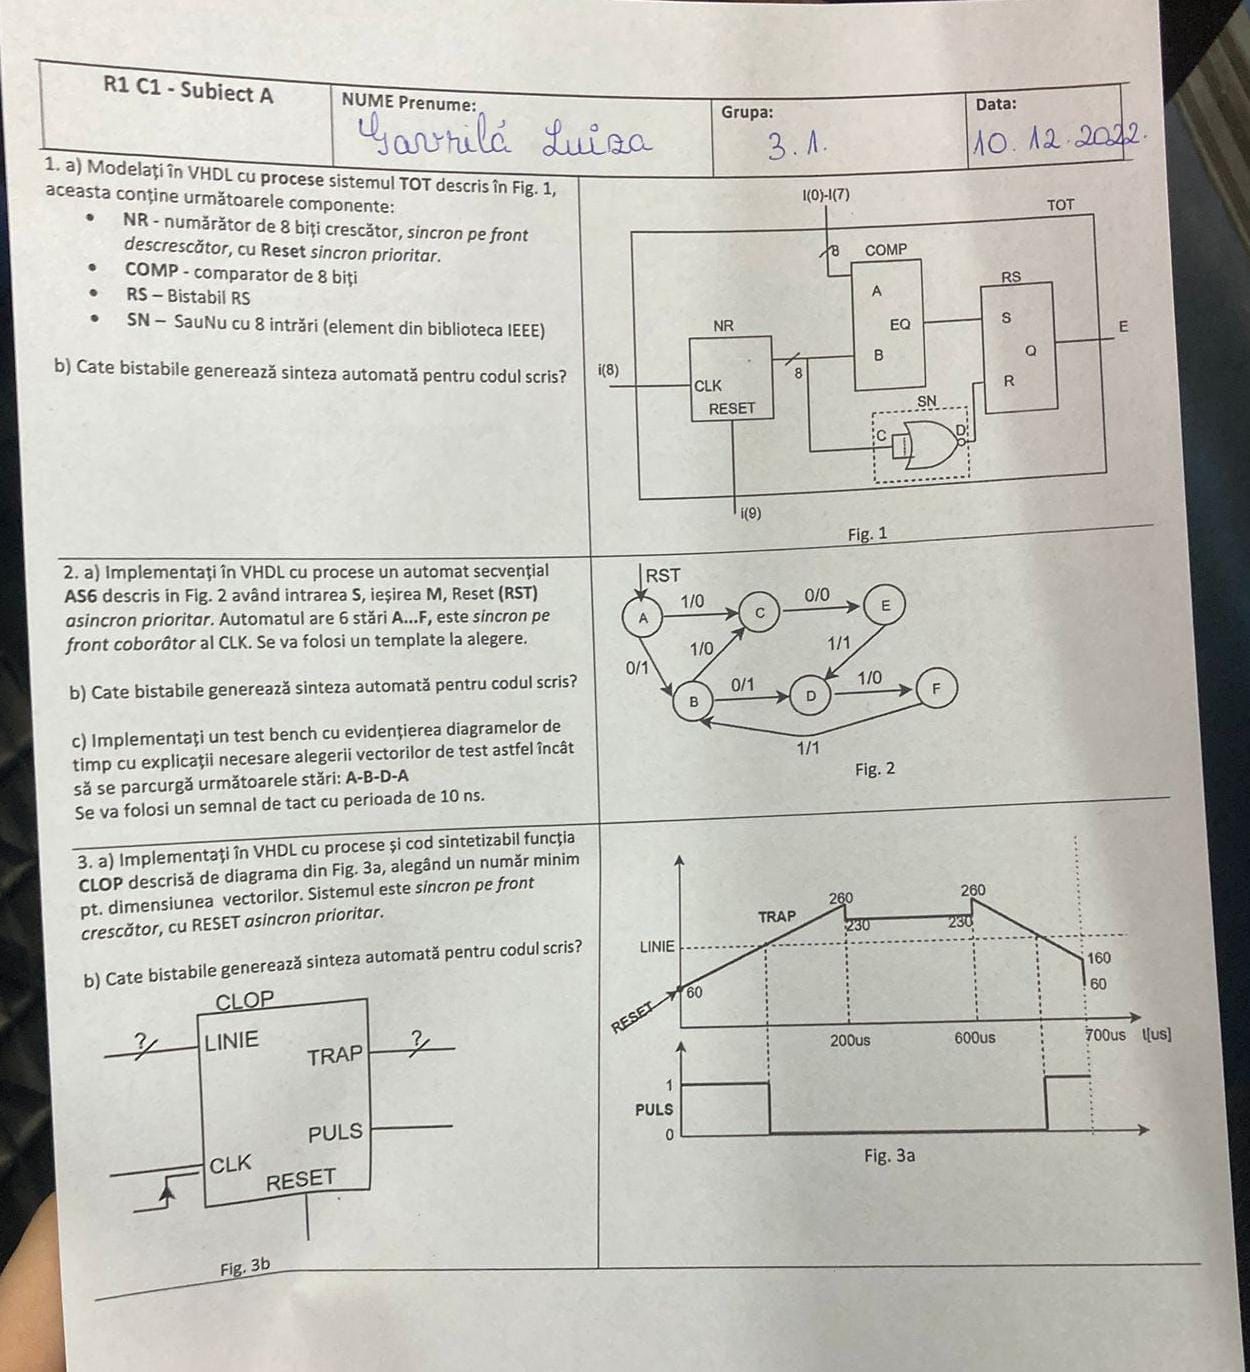 R1 C1 - Subiect A
NUME Prenume:
Gavrilă Luiza
Grupa:
3.1.
Data:
10.12.2022.
1. a) Modelați în VHDL cu procese sistemul TOT descris în Fig. 1,
aceasta conține următoarele componente:
• NR - numărător de 8 biți crescător, sincron pe front
descrescător, cu Reset sincron prioritar.
• COMP - comparator de 8 biți
• RS – Bistabil RS
• SN – SauNu cu 8 intrări (element din biblioteca IEEE)
b) Cate bistabile generează sinteza automată pentru codul scris?
I(0)-I(7)
TOT
8
COMP
A
EQ
B
RS
S
Q
R
E
NR
CLK
RESET
i(8)
8
SN
C
D
i(9)
Fig. 1
2. a) Implementați în VHDL cu procese un automat secvențial
AS6 descris in Fig. 2 având intrarea S, ieșirea M, Reset (RST)
asincron prioritar. Automatul are 6 stări A...F, este sincron pe
front coborâtor al CLK. Se va folosi un template la alegere.
b) Cate bistabile generează sinteza automată pentru codul scris?
c) Implementați un test bench cu evidențierea diagramelor de
timp cu explicații necesare alegerii vectorilor de test astfel încât
să se parcurgă următoarele stări: A-B-D-A
Se va folosi un semnal de tact cu perioada de 10 ns.
RST
A
1/0
C
0/0
E
0/1
1/0
1/1
B
0/1
D
1/0
F
1/1
Fig. 2
3. a) Implementați în VHDL cu procese și cod sintetizabil funcția
CLOP descrisă de diagrama din Fig. 3a, alegând un număr minim
pt. dimensiunea vectorilor. Sistemul este sincron pe front
crescător, cu RESET asincron prioritar.
b) Cate bistabile generează sinteza automată pentru codul scris?
CLOP
?
LINIE
TRAP
?
PULS
CLK
RESET
Fig. 3b
260
260
TRAP
230
230
LINIE
160
60
60
RESET
200us
600us
700us
t[us]
1
PULS
0
Fig. 3a